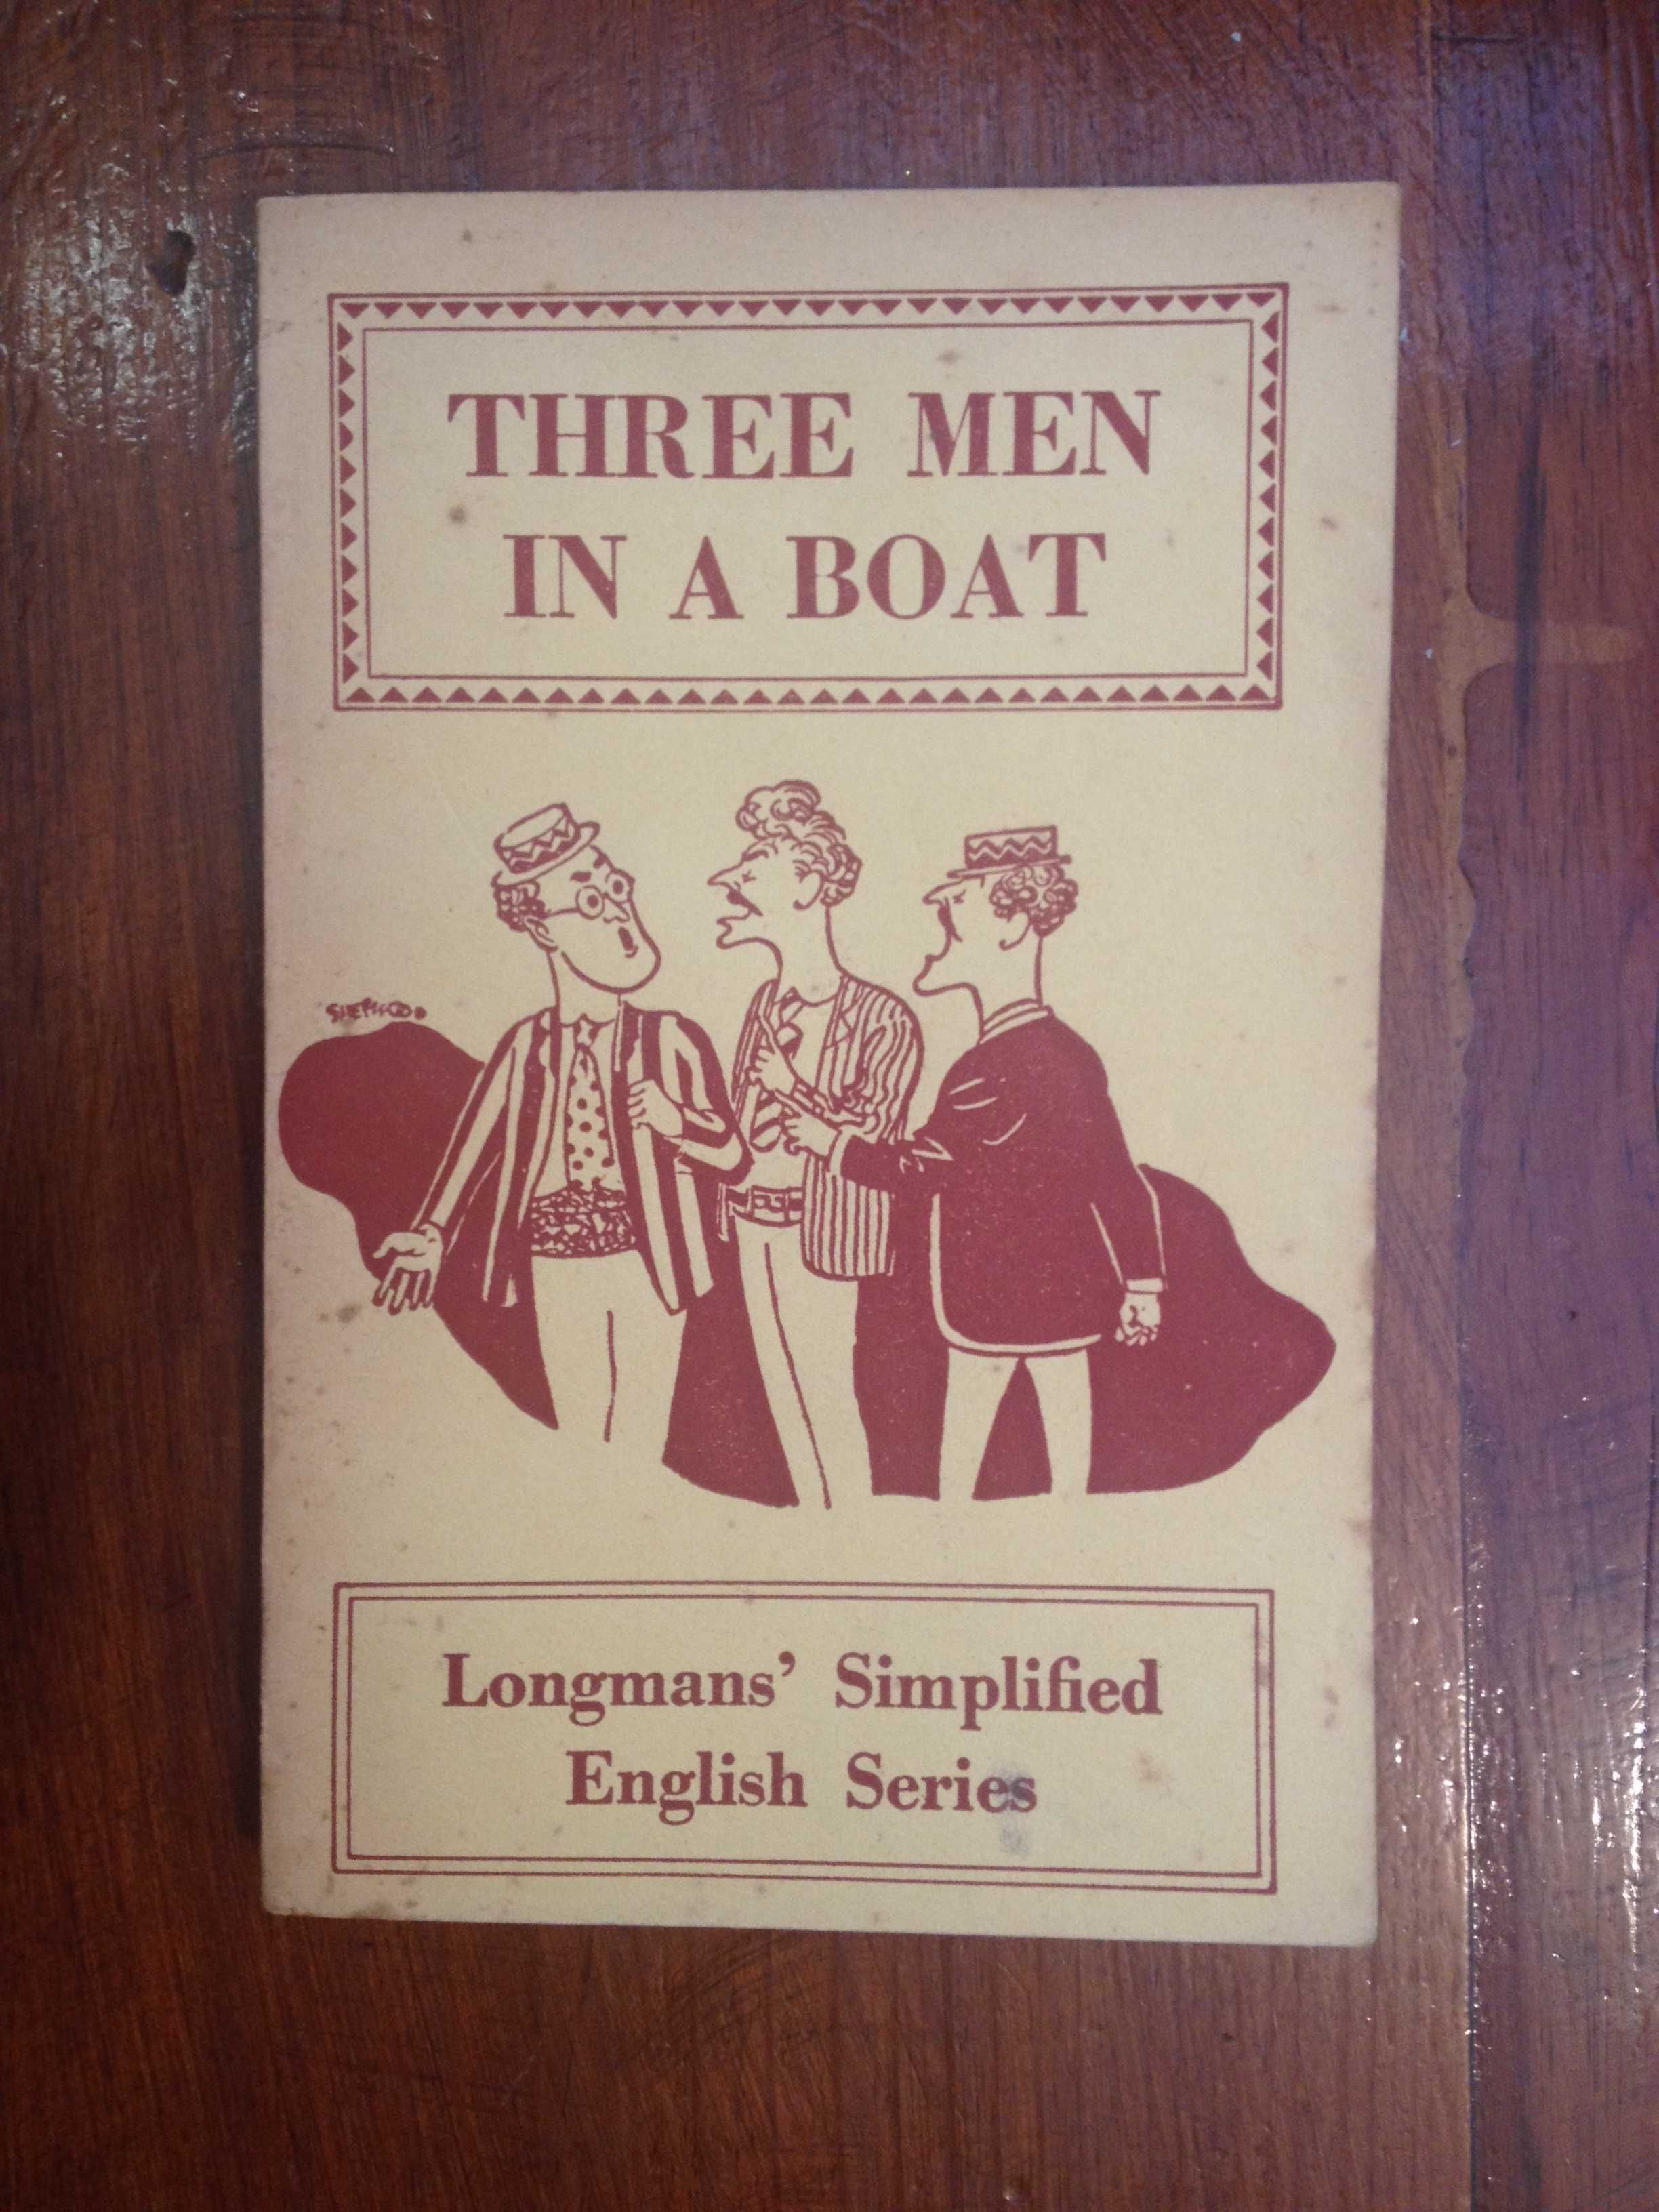 THREE MEN
IN A BOAT
Longmans’ Simplified
English Series